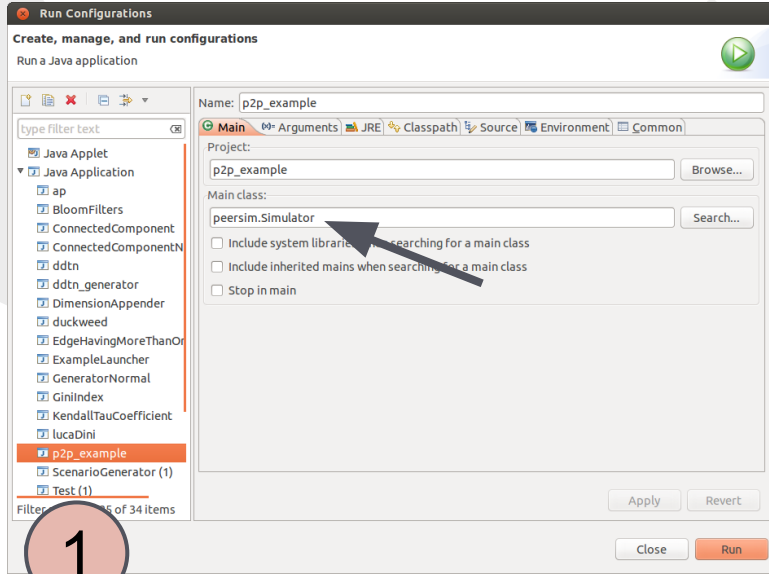 Run Configurations
Create, manage, and run configurations
Run a Java application
type filter text
Java Applet
Java Application
ap
BloomFilters
ConnectedComponent
ConnectedComponentN
ddtn
ddtn_generator
DimensionAppender
duckweed
EdgeHavingMoreThanOr
ExampleLauncher
GeneratorNormal
GiniIndex
KendallTauCoefficient
lucaDini
p2p_example
ScenarioGenerator (1)
Test (1)
Filter of 34 items
Name: p2p_example
Main (x)= Arguments JRE Classpath Source Environment Common
Project:
p2p_example Browse...
Main class:
peersim.Simulator Search...
Include system libraries searching for a main class
Include inherited mains when searching for a main class
Stop in main
Apply Revert
Close Run
1